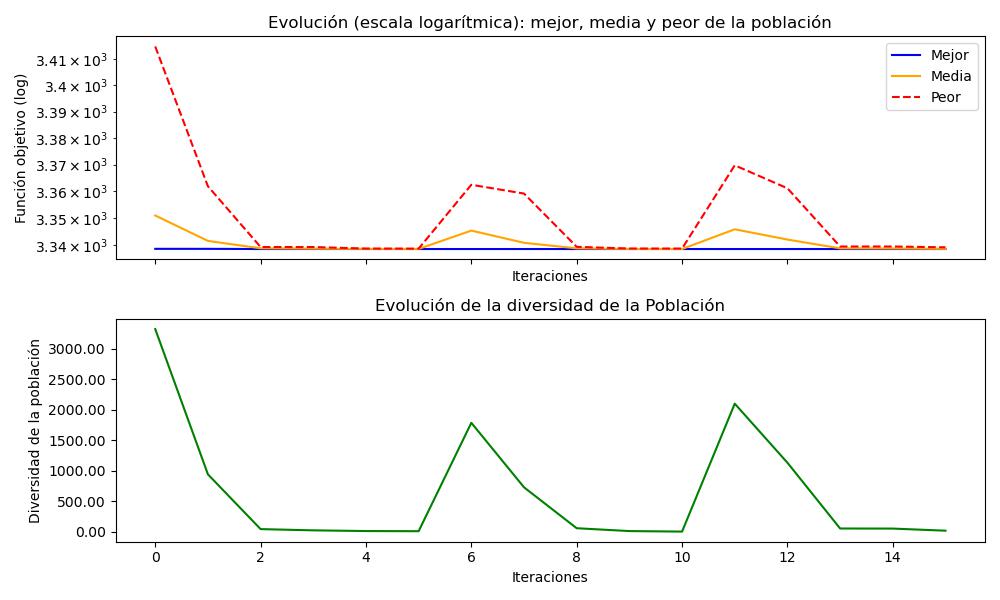 Evolución (escala logarítmica): mejor, media y peor de la población
Función objetivo (log)
3.41 × 10³
3.4 × 10³
3.39 × 10³
3.38 × 10³
3.37 × 10³
3.36 × 10³
3.35 × 10³
3.34 × 10³
Mejor
Media
Peor
Iteraciones
Evolución de la diversidad de la Población
Diversidad de la población
3000.00
2500.00
2000.00
1500.00
1000.00
500.00
0.00
0 2 4 6 8 10 12 14
Iteraciones